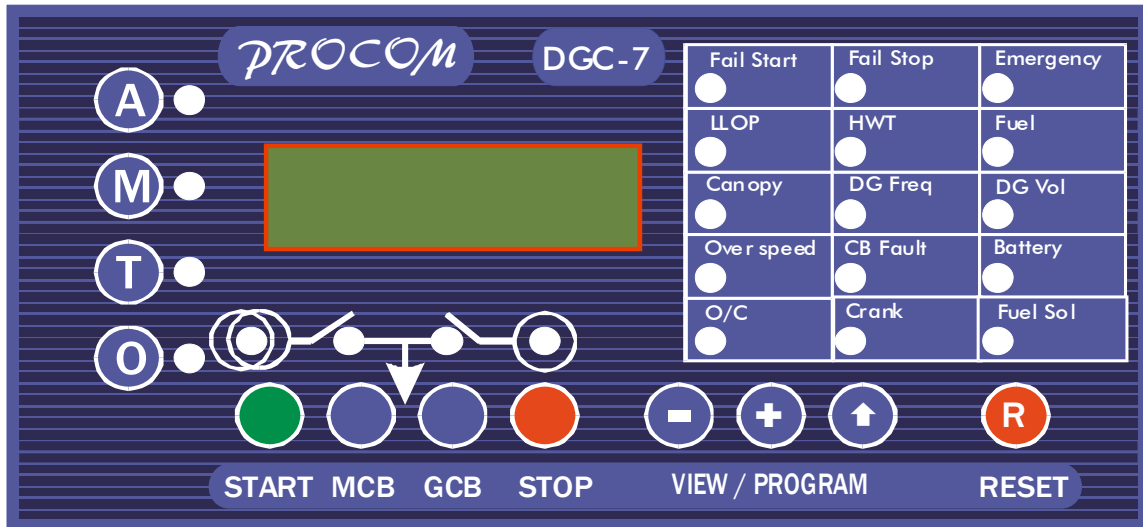 PROCOM
DGC-7
A
M
T
O
Fail Start
Fail Stop
Emergency
LLOP
HWT
Fuel
Canopy
DG Freq
DG Vol
Over speed
CB Fault
Battery
O/C
Crank
Fuel Sol
- + R
START MCB GCB STOP
VIEW / PROGRAM
RESET